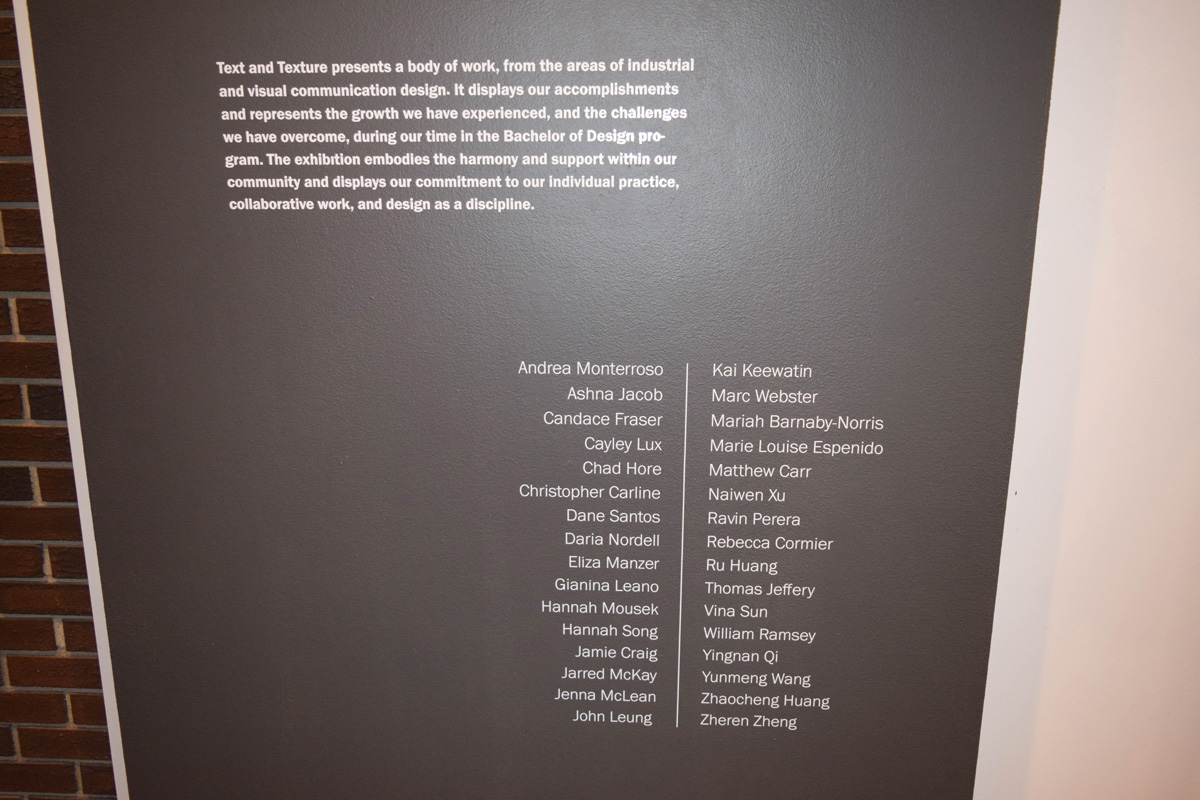 Text and Texture presents a body of work, from the areas of industrial
and visual communication design. It displays our accomplishments
and represents the growth we have experienced, and the challenges
we have overcome, during our time in the Bachelor of Design pro-
gram. The exhibition embodies the harmony and support within our
community and displays our commitment to our individual practice,
collaborative work, and design as a discipline.
Andrea Monterroso
Ashna Jacob
Candace Fraser
Cayley Lux
Chad Hore
Christopher Carline
Dane Santos
Daria Nordell
Eliza Manzer
Gianina Leano
Hannah Mousek
Hannah Song
Jamie Craig
Jarred McKay
Jenna McLean
John Leung
Kai Keewatin
Marc Webster
Mariah Barnaby-Norris
Marie Louise Espenido
Matthew Carr
Naiwen Xu
Ravin Perera
Rebecca Cormier
Ru Huang
Thomas Jeffery
Vina Sun
William Ramsey
Yingnan Qi
Yunmeng Wang
Zhaocheng Huang
Zheren Zheng